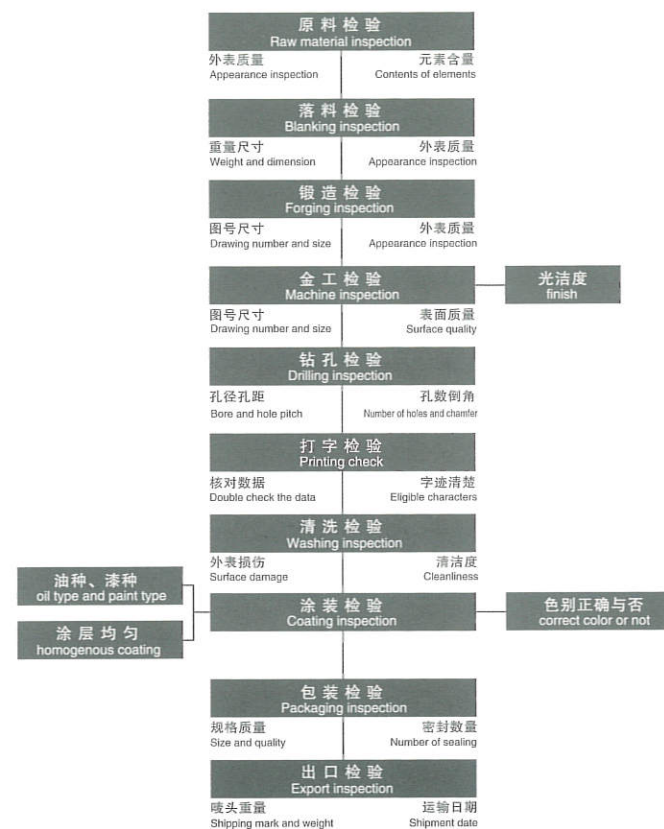 原料检验
Raw material inspection
外表质量 元素含量
Appearance inspection Contents of elements
落料检验
Blanking inspection
重量尺寸 外表质量
Weight and dimension Appearance inspection
锻造检验
Forging inspection
图号尺寸 外表质量
Drawing number and size Appearance inspection
金工检验 光洁度
Machine inspection finish
图号尺寸 表面质量
Drawing number and size Surface quality
钻孔检验
Drilling inspection
孔径孔距 孔数倒角
Bore and hole pitch Number of holes and chamfer
打字检验
Printing check
核对数据 字迹清楚
Double check the data Eligible characters
清洗检验
Washing inspection
外表损伤 清洁度
Surface damage Cleanliness
油种、漆种
oil type and paint type
涂装检验 色别正确与否
Coating inspection correct color or not
涂层均匀
homogenous coating
包装检验
Packaging inspection
规格质量 密封数量
Size and quality Number of sealing
出口检验
Export inspection
唛头重量 运输日期
Shipping mark and weight Shipment date